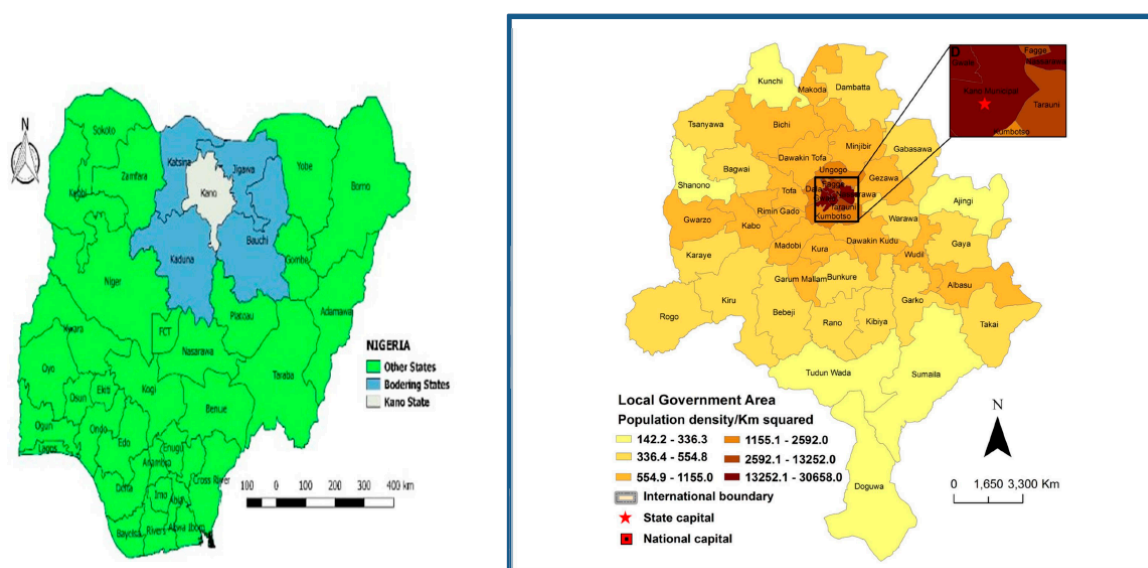 N
Sokoto
Zamfara
Kebbi
Katsina
Jigawa
Kano
Yobe
Borno
Bauchi
Kaduna
Gombe
Niger
Adamawa
Plateau
FCT
Kwara
Nasarawa
Taraba
Oyo
Kogi
Ekiti
Osun
Benue
Ogun
Ondo
Edo
Lagos
Enugu
Anambra
Cross River
Delta
Imo
Abia
Bayelsa
Rivers
Akwa Ibom
NIGERIA
Other States
Bodering States
Kano State
100 0 100 200 300 400 km
D
Fagge
Kano Municipal
Tarauni
Kumbotso
Kunchi
Makoda
Dambatta
Tsanyawa
Bichi
Minjibir
Gabasawa
Dawakin Tofa
Bagwai
Ungogo
Shanono
Tofa
Gezawa
Ajingi
Tarauni
Kumbotso
Rimin Gado
Gwarzo
Kabo
Warawa
Madobi
Kura
Dawakin Kudu
Gaya
Wudil
Karaye
Garum Mallam
Bunkure
Albasu
Kiru
Garko
Rogo
Bebeji
Rano
Kibiya
Takai
Tudun Wada
Sumaila
Doguwa
Local Government Area
Population density/Km squared
142.2 - 336.3
336.4 - 554.8
554.9 - 1155.0
1155.1 - 2592.0
2592.1 - 13252.0
13252.1 - 30658.0
International boundary
State capital
National capital
N
0 1,650 3,300 Km